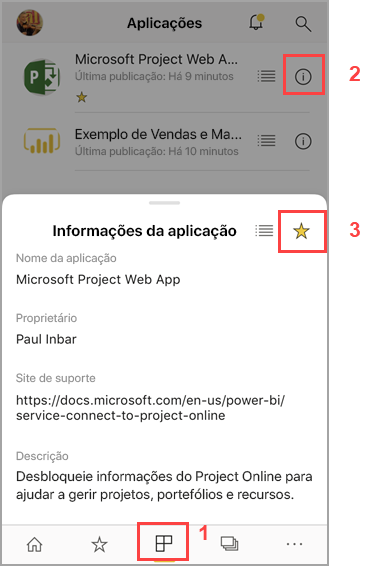 Aplicações
Microsoft Project Web A...
Última publicação: Há 9 minutos
2
Exemplo de Vendas e Ma...
Última publicação: Há 10 minutos
Informações da aplicação
3
Nome da aplicação
Microsoft Project Web App
Proprietário
Paul Inbar
Site de suporte
https://docs.microsoft.com/en-us/power-bi/
service-connect-to-project-online
Descrição
Desbloqueie informações do Project Online para
ajudar a gerir projetos, portefólios e recursos.
1